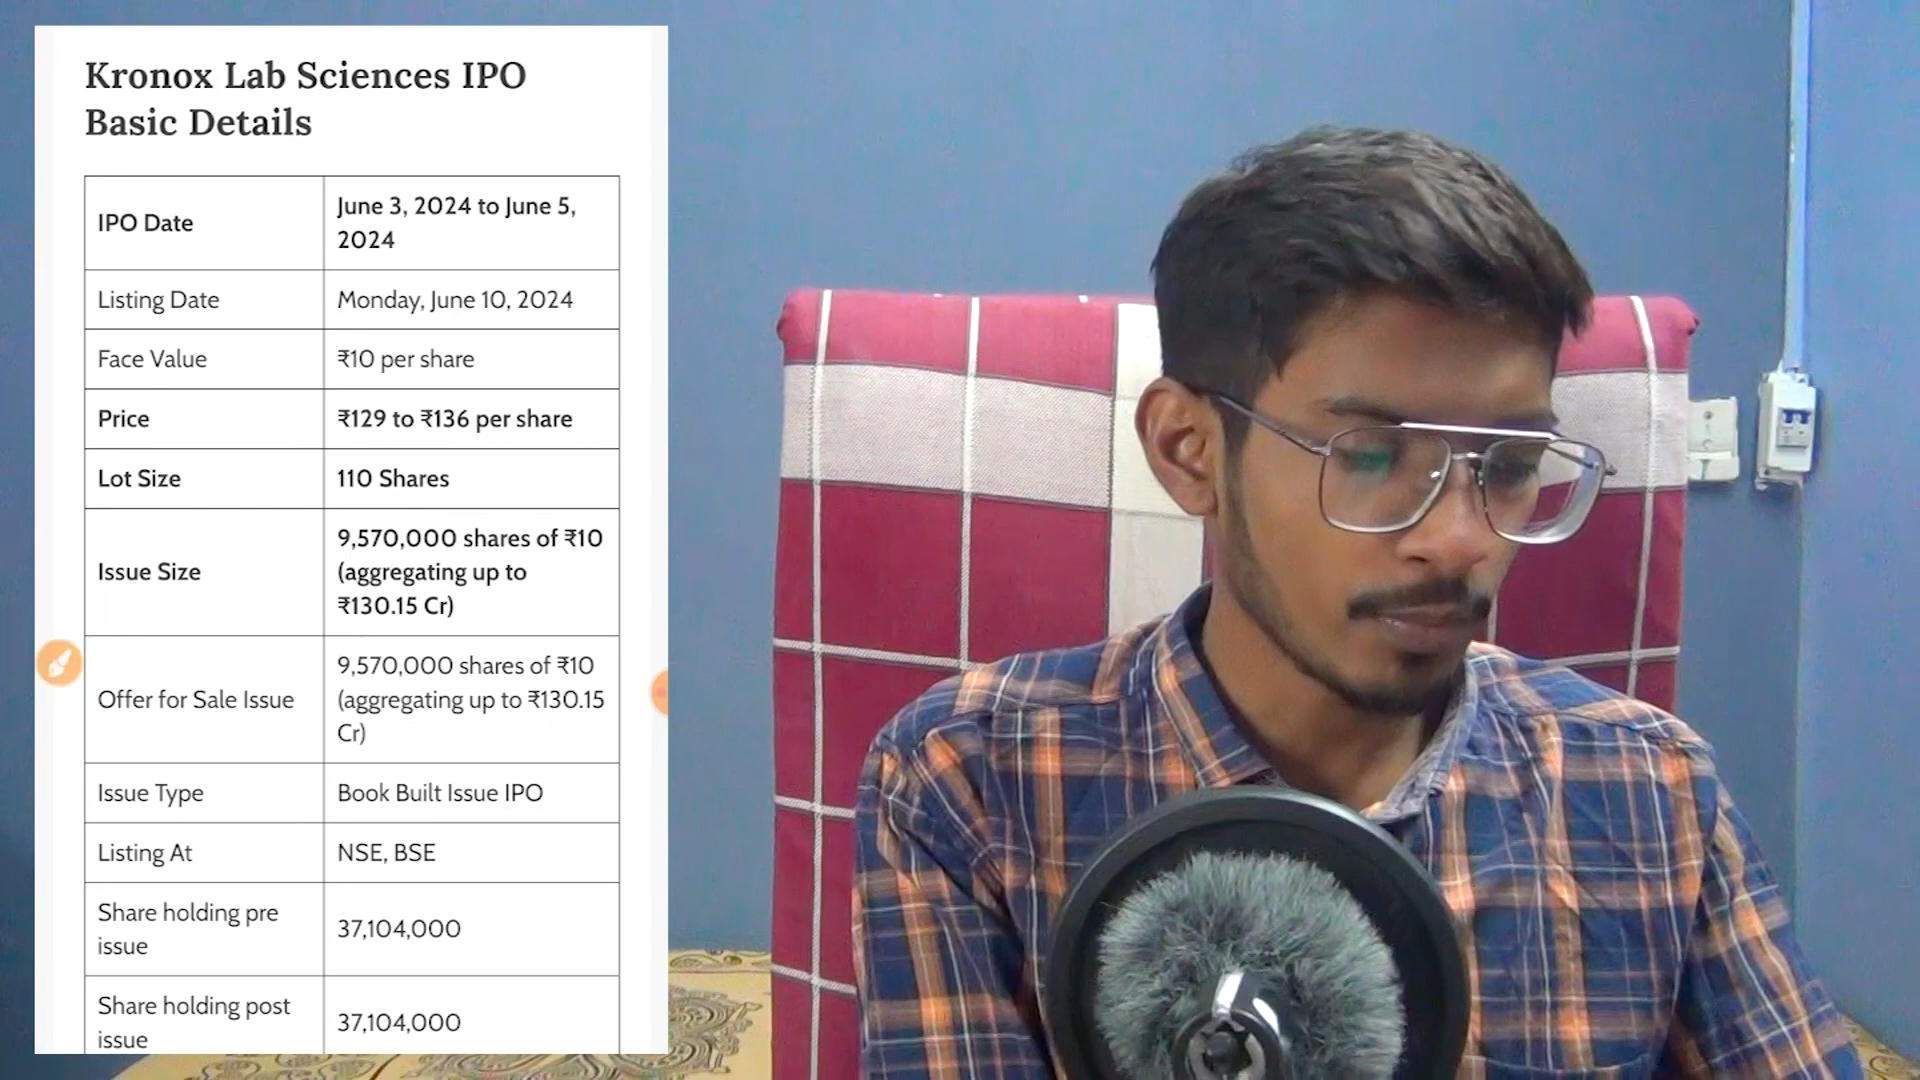 Kronox Lab Sciences IPO
Basic Details
IPO Date
June 3, 2024 to June 5,
2024
Listing Date
Monday, June 10, 2024
Face Value
₹10 per share
Price
₹129 to ₹136 per share
Lot Size
110 Shares
Issue Size
9,570,000 shares of ₹10
(aggregating up to
₹130.15 Cr)
Offer for Sale Issue
9,570,000 shares of ₹10
(aggregating up to ₹130.15
Cr)
Issue Type
Book Built Issue IPO
Listing At
NSE, BSE
Share holding pre
issue
37,104,000
Share holding post
issue
37,104,000